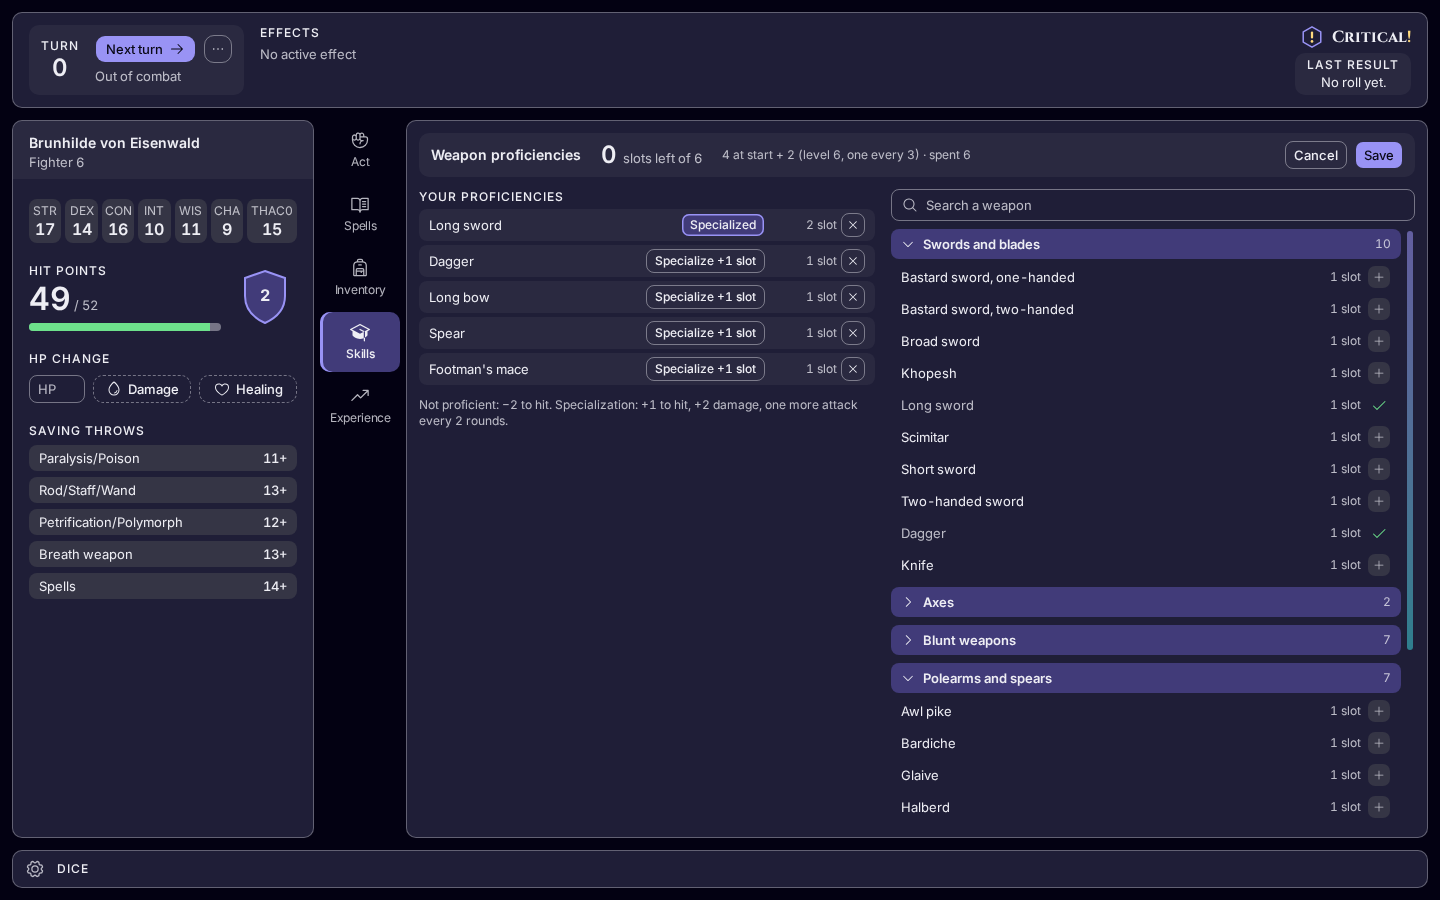 TURN
0
Next turn
Out of combat
EFFECTS
No active effect
CRITICAL!
LAST RESULT
No roll yet.
Brunhilde von Eisenwald
Fighter 6
STR DEX CON INT WIS CHA THAC0
17 14 16 10 11 9 15
HIT POINTS
49 / 52
2
HP CHANGE
HP Damage Healing
SAVING THROWS
Paralysis/Poison 11+
Rod/Staff/Wand 13+
Petrification/Polymorph 12+
Breath weapon 13+
Spells 14+
Act
Spells
Inventory
Skills
Experience
Weapon proficiencies 0 slots left of 6 4 at start + 2 (level 6, one every 3) · spent 6 Cancel Save
YOUR PROFICIENCIES
Long sword Specialized 2 slot
Dagger Specialize +1 slot 1 slot
Long bow Specialize +1 slot 1 slot
Spear Specialize +1 slot 1 slot
Footman's mace Specialize +1 slot 1 slot
Not proficient: −2 to hit. Specialization: +1 to hit, +2 damage, one more attack
every 2 rounds.
Search a weapon
Swords and blades 10
Bastard sword, one-handed 1 slot
Bastard sword, two-handed 1 slot
Broad sword 1 slot
Khopesh 1 slot
Long sword 1 slot
Scimitar 1 slot
Short sword 1 slot
Two-handed sword 1 slot
Dagger 1 slot
Knife 1 slot
Axes 2
Blunt weapons 7
Polearms and spears 7
Awl pike 1 slot
Bardiche 1 slot
Glaive 1 slot
Halberd 1 slot
DICE